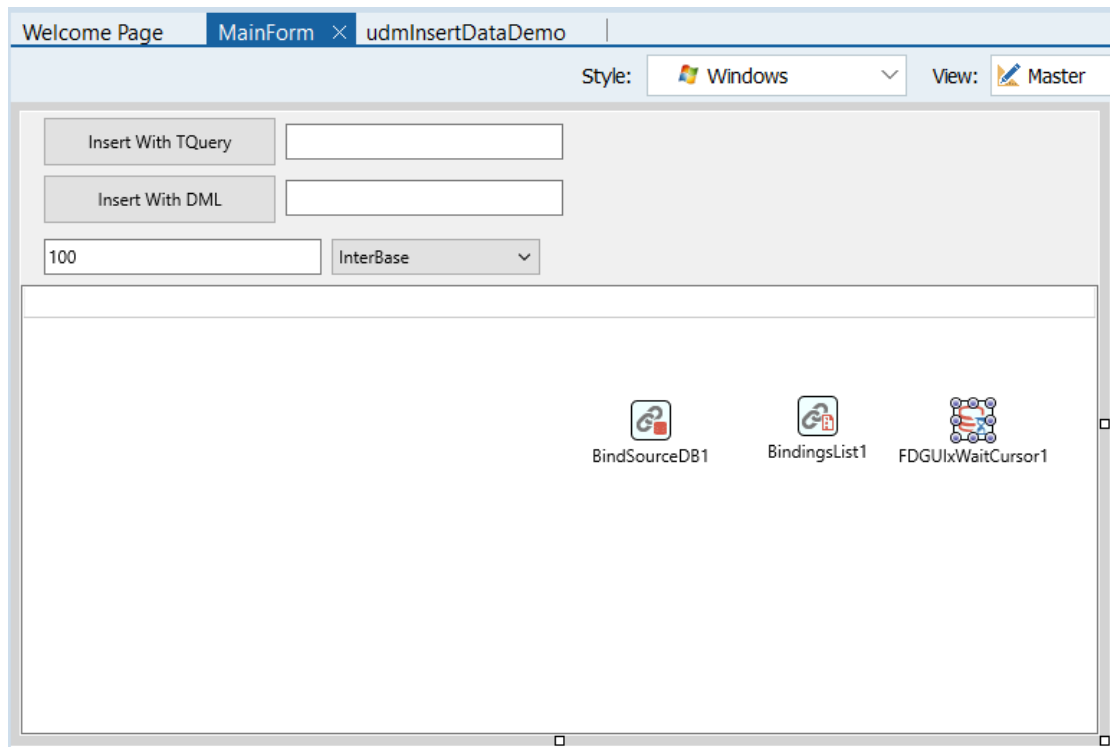 Welcome Page MainForm udmInsertDataDemo
Style: Windows View: Master
Insert With TQuery
Insert With DML
100 InterBase
BindSourceDB1 BindingsList1 FDGUIxWaitCursor1